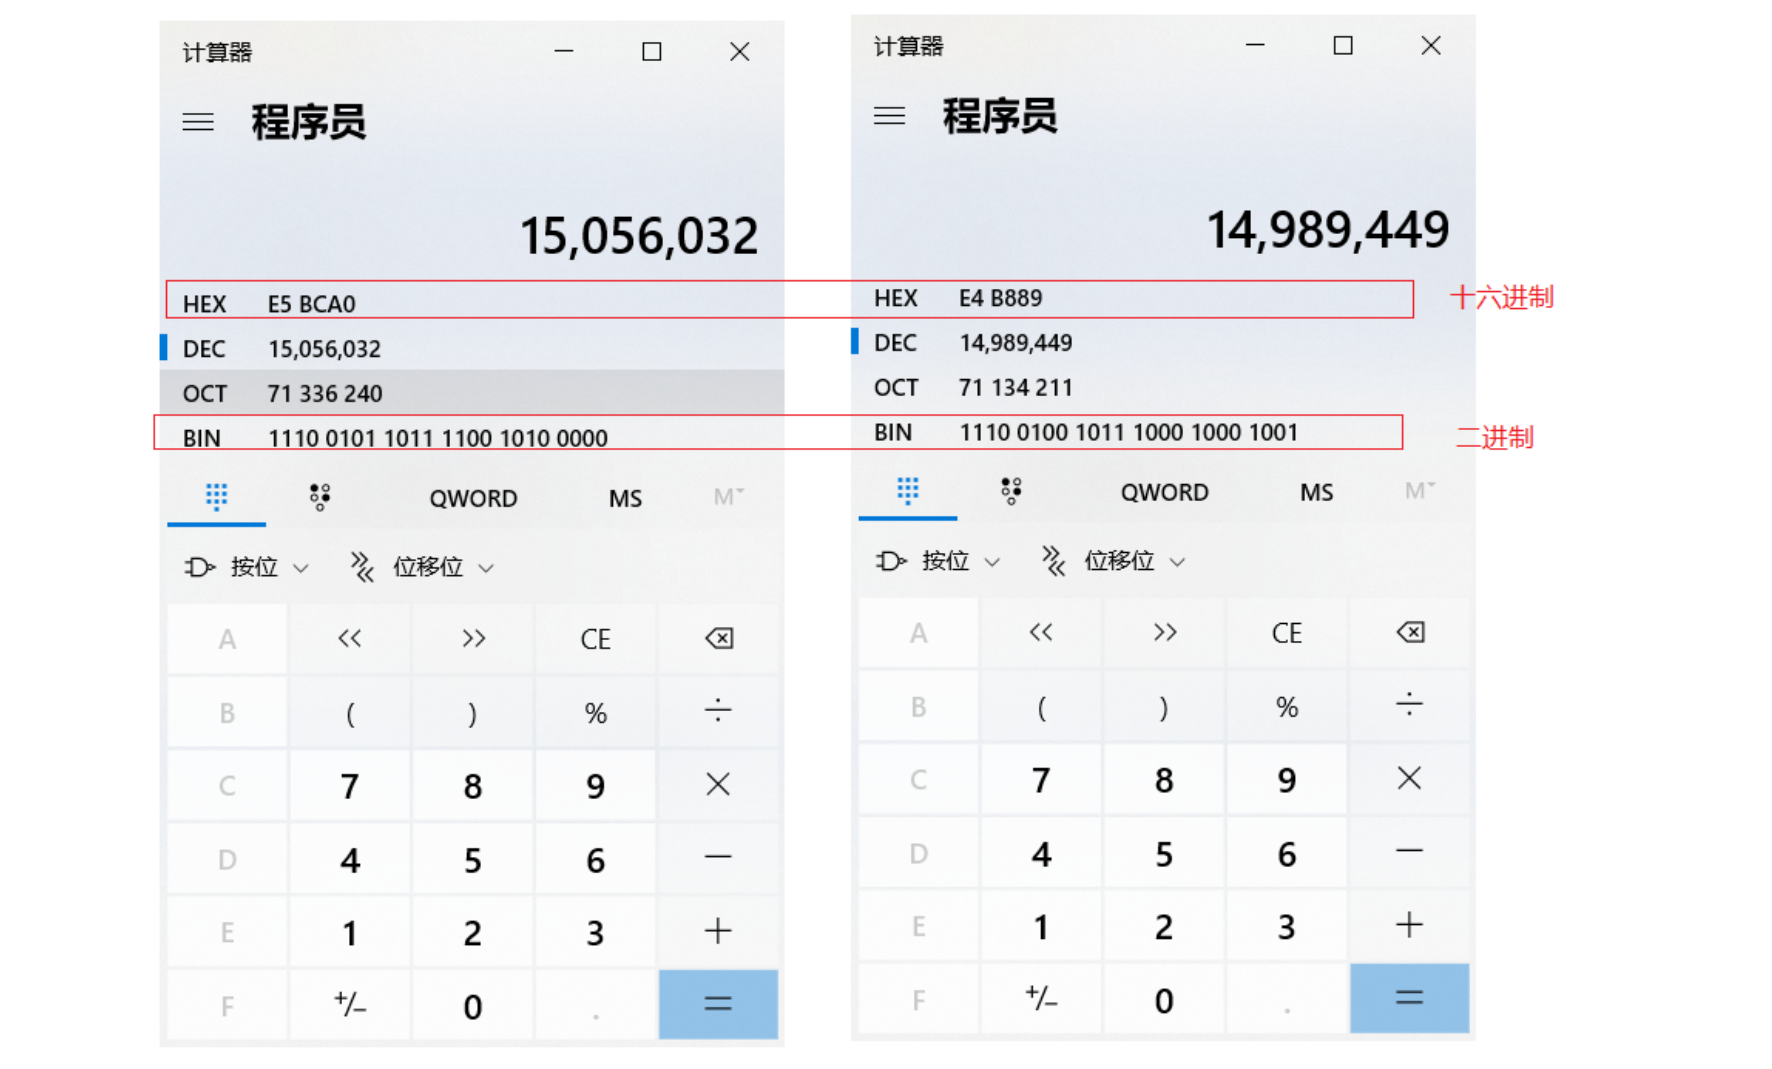 计算器
程序员
15,056,032
HEX E5 BCA0
DEC 15,056,032
OCT 71 336 240
BIN 1110 0101 1011 1100 1010 0000
QWORD MS M
按位 位移位
A << >> CE
B ( ) % ÷
C 7 8 9 ×
D 4 5 6 −
E 1 2 3 +
F +/− 0 . =
计算器
程序员
14,989,449
HEX E4 B889
DEC 14,989,449
OCT 71 134 211
BIN 1110 0100 1011 1000 1000 1001
QWORD MS M
按位 位移位
A << >> CE
B ( ) % ÷
C 7 8 9 ×
D 4 5 6 −
E 1 2 3 +
F +/− 0 . =
十六进制
二进制